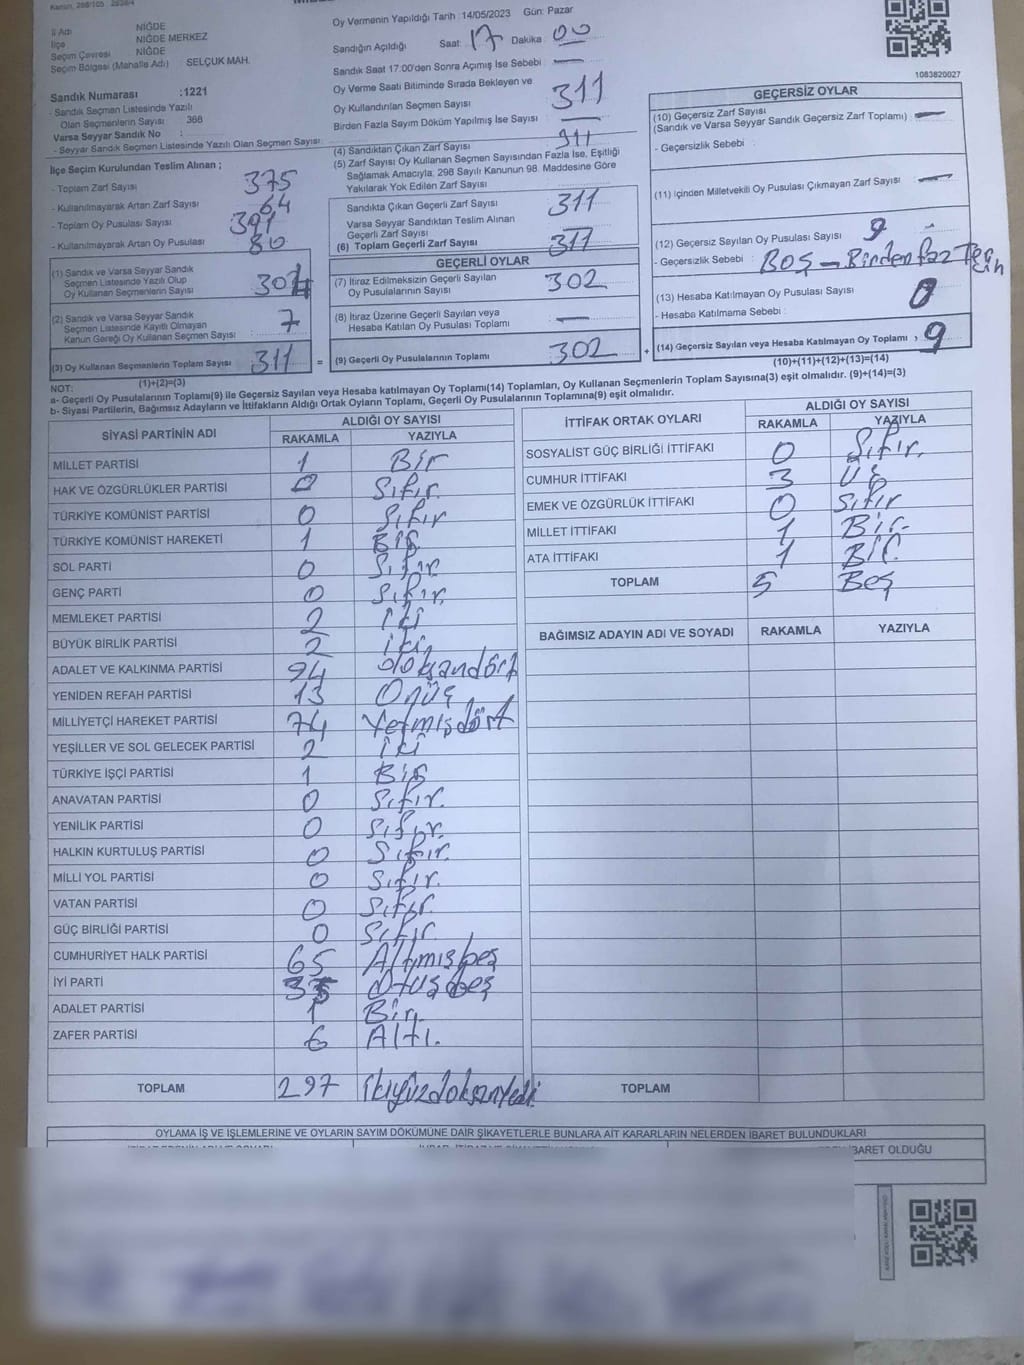 İl Adı NİĞDE
İlçe NİĞDE MERKEZ
Seçim Çevresi NİĞDE
Seçim Bölgesi (Mahalle Adı) SELÇUK MAH.
Sandık Numarası :1221
- Sandık Seçmen Listesinde Yazılı
Olan Seçmenlerin Sayısı : 368
Varsa Seyyar Sandık No :
- Seyyar Sandık Seçmen Listesinde Yazılı Olan Seçmen Sayısı:
İlçe Seçim Kurulundan Teslim Alınan ;
- Toplam Zarf Sayısı 375
- Kullanılmayarak Artan Zarf Sayısı 64
- Toplam Oy Pusulası Sayısı 391
- Kullanılmayarak Artan Oy Pusulası 80
(1) Sandık ve Varsa Seyyar Sandık
Seçmen Listesinde Yazılı Olup
Oy Kullanan Seçmenlerin Sayısı 304
(2) Sandık ve Varsa Seyyar Sandık
Seçmen Listesinde Kayıtlı Olmayan
Kanun Gereği Oy Kullanan Seçmen Sayısı : 7
(3) Oy Kullanan Seçmenlerin Toplam Sayısı 311 =
(1)+(2)=(3)
Oy Vermenin Yapıldığı Tarih :14/05/2023 Gün: Pazar
Sandığın Açıldığı Saat 17 Dakika 00
Sandık Saat 17:00'den Sonra Açımış İse Sebebi —
Oy Verme Saati Bitiminde Sırada Bekleyen ve
Oy Kullandırılan Seçmen Sayısı 311
Birden Fazla Sayım Döküm Yapılmış İse Sayısı —
(4) Sandıktan Çıkan Zarf Sayısı 311
(5) Zarf Sayısı Oy Kullanan Seçmen Sayısından Fazla İse, Eşitliği
Sağlamak Amacıyla, 298 Sayılı Kanunun 98. Maddesine Göre
Yakılarak Yok Edilen Zarf Sayısı
Sandıkta Çıkan Geçerli Zarf Sayısı 311
Varsa Seyyar Sandıktan Teslim Alınan
Geçerli Zarf Sayısı
(6) Toplam Geçerli Zarf Sayısı 311
GEÇERLİ OYLAR
(7) İtiraz Edilmeksizin Geçerli Sayılan
Oy Pusulalarının Sayısı 302
(8) İtiraz Üzerine Geçerli Sayılan veya
Hesaba Katılan Oy Pusulası Toplamı —
(9) Geçerli Oy Pusulalarının Toplamı 302 +
1083820027
GEÇERSİZ OYLAR
(10) Geçersiz Zarf Sayısı
(Sandık ve Varsa Seyyar Sandık Geçersiz Zarf Toplamı) : —
- Geçersizlik Sebebi :
(11) İçinden Milletvekili Oy Pusulası Çıkmayan Zarf Sayısı —
(12) Geçersiz Sayılan Oy Pusulası Sayısı : 9
- Geçersizlik Sebebi : Boş – Birden faz Tercih
(13) Hesaba Katılmayan Oy Pusulası Sayısı 0
- Hesaba Katılmama Sebebi :
(14) Geçersiz Sayılan veya Hesaba Katılmayan Oy Toplamı : 9
(10)+(11)+(12)+(13)=(14)
NOT:
a- Geçerli Oy Pusulalarının Toplamı(9) ile Geçersiz Sayılan veya Hesaba katılmayan Oy Toplamı(14) Toplamları, Oy Kullanan Seçmenlerin Toplam Sayısına(3) eşit olmalıdır. (9)+(14)=(3)
b- Siyasi Partilerin, Bağımsız Adayların ve İttifakların Aldığı Ortak Oyların Toplamı, Geçerli Oy Pusulalarının Toplamına(9) eşit olmalıdır.
SİYASİ PARTİNİN ADI ALDIĞI OY SAYISI
RAKAMLA YAZIYLA
MİLLET PARTİSİ 1 Bir
HAK VE ÖZGÜRLÜKLER PARTİSİ 0 Sıfır
TÜRKİYE KOMÜNİST PARTİSİ 0 Sıfır
TÜRKİYE KOMÜNİST HAREKETİ 1 Bir
SOL PARTİ 0 Sıfır
GENÇ PARTİ 0 Sıfır
MEMLEKET PARTİSİ 2 İki
BÜYÜK BİRLİK PARTİSİ 2 İki
ADALET VE KALKINMA PARTİSİ 94 doksandört
YENİDEN REFAH PARTİSİ 13 Onüç
MİLLİYETÇİ HAREKET PARTİSİ 74 Yetmişdört
YEŞİLLER VE SOL GELECEK PARTİSİ 2 İki
TÜRKİYE İŞÇİ PARTİSİ 1 Bir
ANAVATAN PARTİSİ 0 Sıfır.
YENİLİK PARTİSİ 0 Sıfır.
HALKIN KURTULUŞ PARTİSİ 0 Sıfır.
MİLLİ YOL PARTİSİ 0 Sıfır.
VATAN PARTİSİ 0 Sıfır.
GÜÇ BİRLİĞİ PARTİSİ 0 Sıfır
CUMHURİYET HALK PARTİSİ 65 Altmışbeş
İYİ PARTİ 35 Otuşbeş
ADALET PARTİSİ 1 Bir.
ZAFER PARTİSİ 6 Altı.
TOPLAM 297 İkiyüzdoksanyedi
İTTİFAK ORTAK OYLARI ALDIĞI OY SAYISI
RAKAMLA YAZIYLA
SOSYALİST GÜÇ BİRLİĞİ İTTİFAKI 0 Sıfır.
CUMHUR İTTİFAKI 3 Üç
EMEK VE ÖZGÜRLÜK İTTİFAKI 0 Sıfır
MİLLET İTTİFAKI 1 Bir.
ATA İTTİFAKI 1 Bir.
TOPLAM 5 Beş
BAĞIMSIZ ADAYIN ADI VE SOYADI RAKAMLA YAZIYLA
TOPLAM
OYLAMA İŞ VE İŞLEMLERİNE VE OYLARIN SAYIM DÖKÜMÜNE DAİR ŞİKAYETLERLE BUNLARA AİT KARARLARIN NELERDEN İBARET BULUNDUKLARI
İBARET OLDUĞU